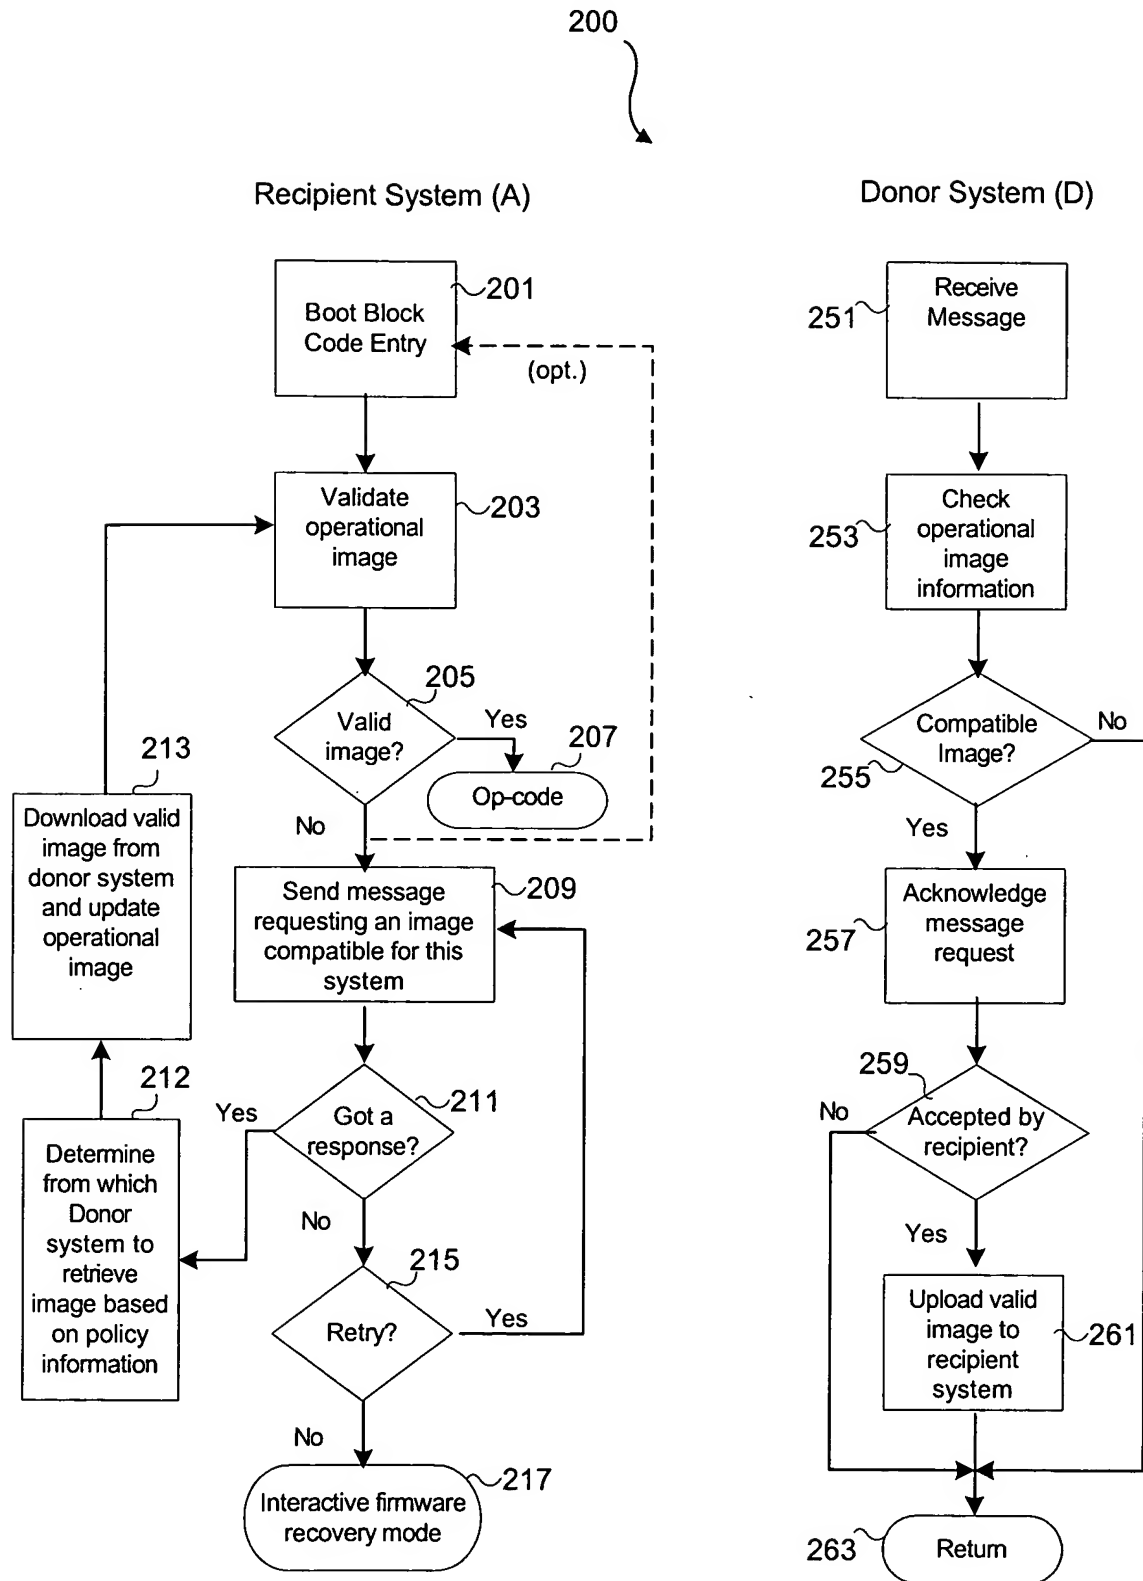 200
Recipient System (A)
Donor System (D)
Boot Block
Code Entry
201
(opt.)
Validate
operational
image
203
Valid
image?
205
Yes
207
Op-code
No
Send message
requesting an image
compatible for this
system
209
213
Download valid
image from
donor system
and update
operational
image
212
Determine
from which
Donor
system to
retrieve
image based
on policy
information
Yes
Got a
response?
211
No
215
Retry?
Yes
No
Interactive firmware
recovery mode
217
251
Receive
Message
253
Check
operational
image
information
Compatible
Image?
No
255
Yes
257
Acknowledge
message
request
259
No
Accepted by
recipient?
Yes
Upload valid
image to
recipient
system
261
263
Return